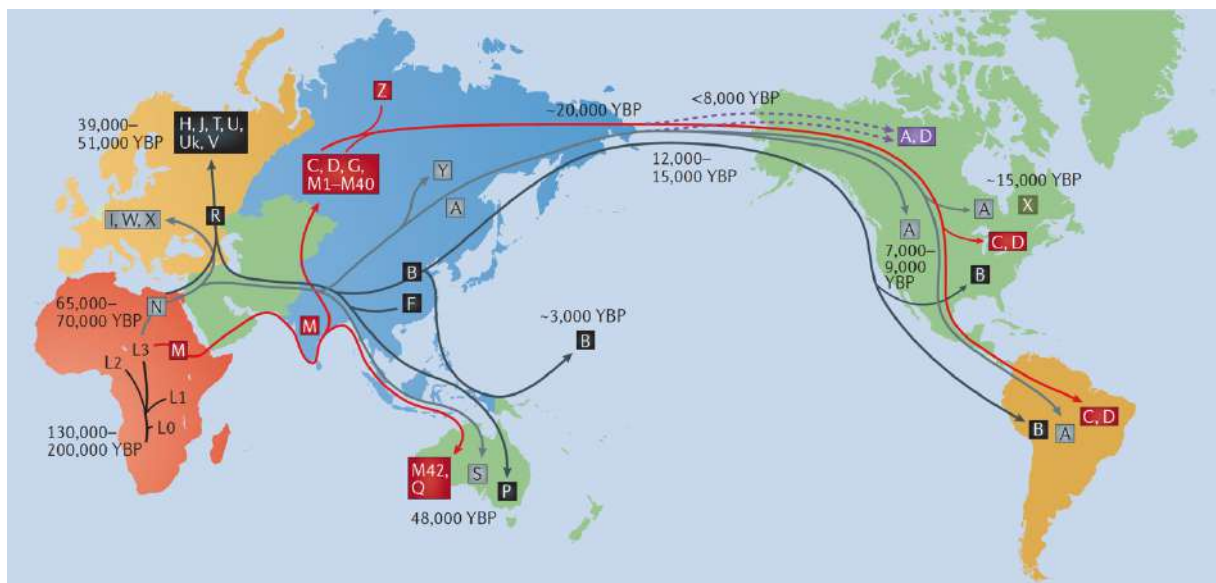 Z
~20,000 YBP
<8,000 YBP
39,000–
51,000 YBP
H, J, T, U,
Uk, V
A, D
C, D, G,
M1–M40
Y
12,000–
15,000 YBP
~15,000 YBP
A
A
X
I, W, X
R
A
C, D
7,000–
9,000
YBP
B
B
N
65,000–
70,000 YBP
F
M
~3,000 YBP
B
L3
M
L2
L1
L0
130,000–
200,000 YBP
C, D
B
A
M42,
Q
S
P
48,000 YBP